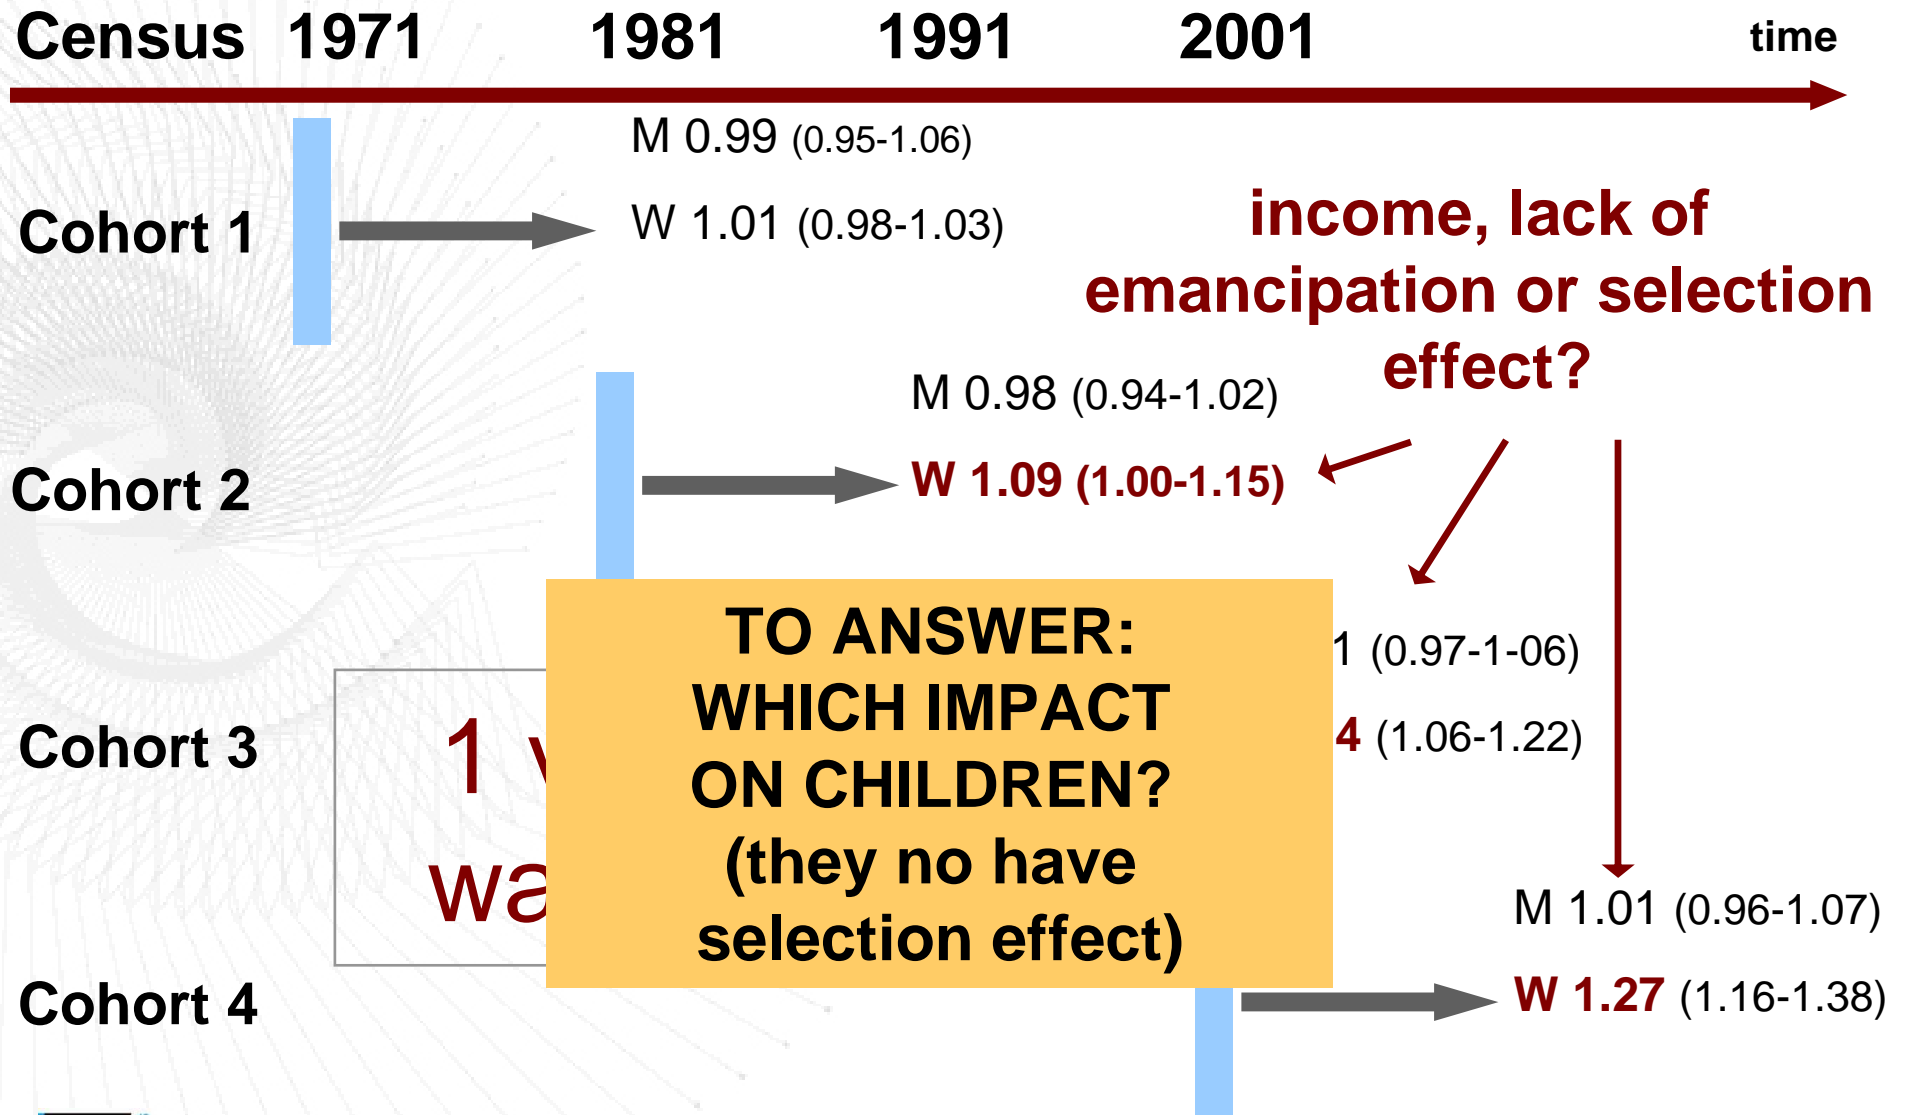 Census 1971 1981 1991 2001 time
M 0.99 (0.95-1.06)
Cohort 1
W 1.01 (0.98-1.03)
income, lack of
emancipation or selection
effect?
M 0.98 (0.94-1.02)
Cohort 2
W 1.09 (1.00-1.15)
TO ANSWER:
WHICH IMPACT
ON CHILDREN?
(they no have
selection effect)
1 (0.97-1-06)
Cohort 3
4 (1.06-1.22)
1
wa
M 1.01 (0.96-1.07)
Cohort 4
W 1.27 (1.16-1.38)